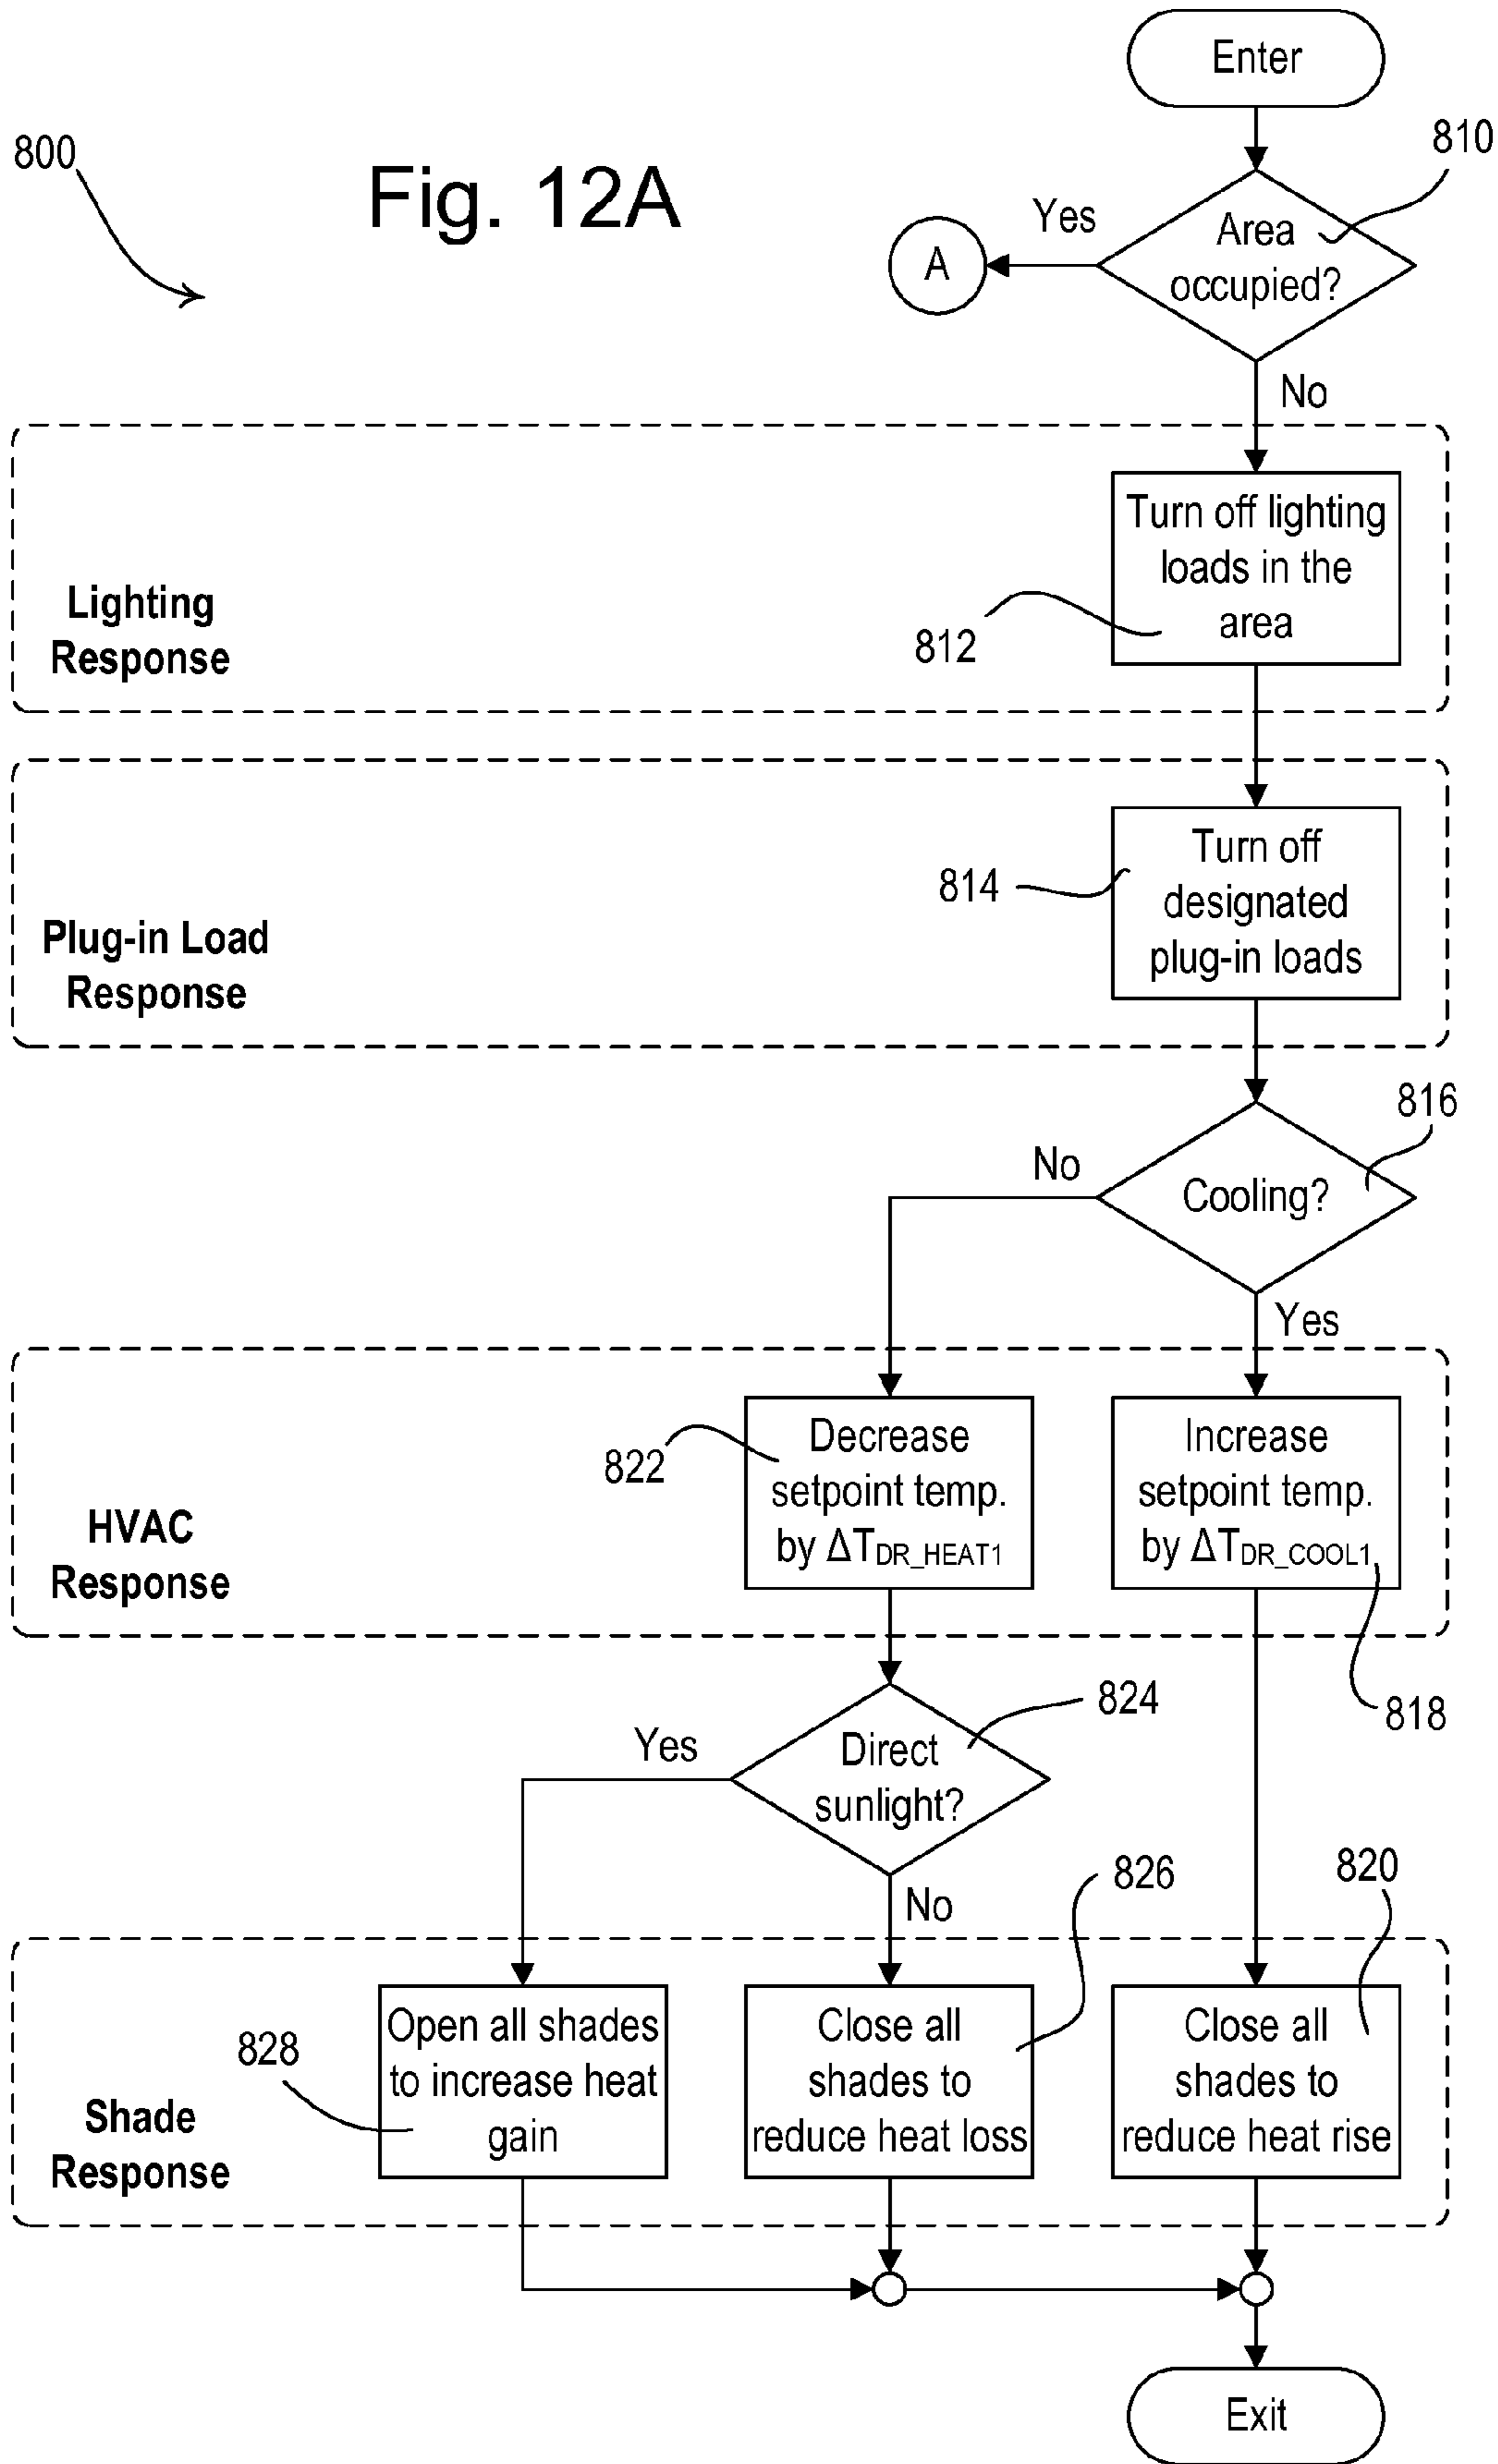 Enter
800
Fig. 12A
810
Yes
A
Area
occupied?
No
Turn off lighting
loads in the
area
812
Lighting
Response
Turn off
designated
plug-in loads
814
Plug-in Load
Response
816
No
Cooling?
Yes
Decrease
setpoint temp.
by ΔTDR_HEAT1
822
Increase
setpoint temp.
by ΔTDR_COOL1
818
HVAC
Response
824
Yes
Direct
sunlight?
No
826
820
Open all shades
to increase heat
gain
828
Close all
shades to
reduce heat loss
Close all
shades to
reduce heat rise
Shade
Response
Exit